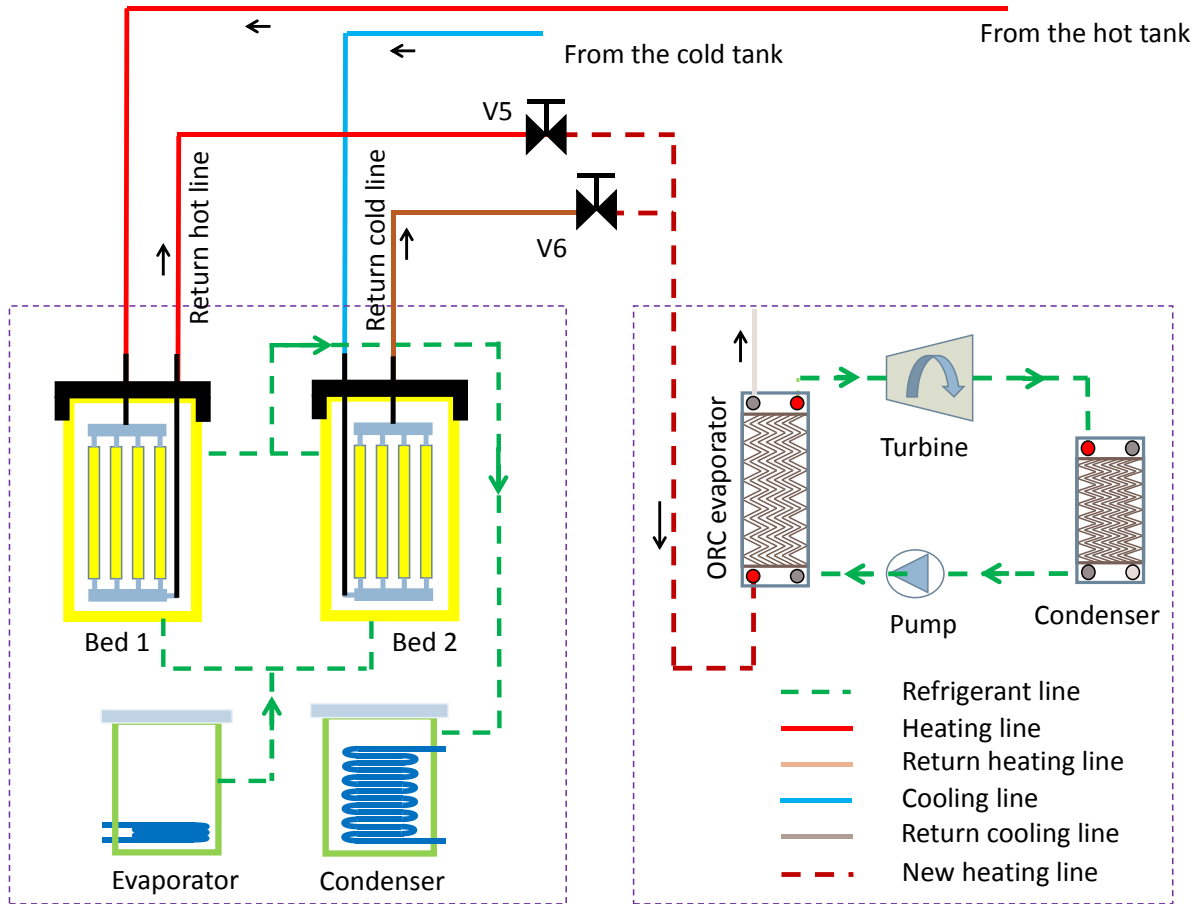 From the hot tank
From the cold tank
V5
Return hot line
Return cold line
V6
ORC evaporator
Turbine
Bed 1
Bed 2
Pump
Condenser
Refrigerant line
Heating line
Return heating line
Cooling line
Return cooling line
New heating line
Evaporator
Condenser